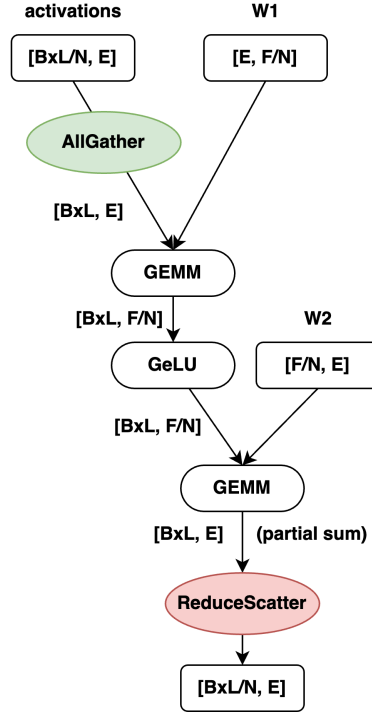 activations
W1
[BxL/N, E]
[E, F/N]
AllGather
[BxL, E]
GEMM
[BxL, F/N]
W2
GeLU
[F/N, E]
[BxL, F/N]
GEMM
[BxL, E]
(partial sum)
ReduceScatter
[BxL/N, E]